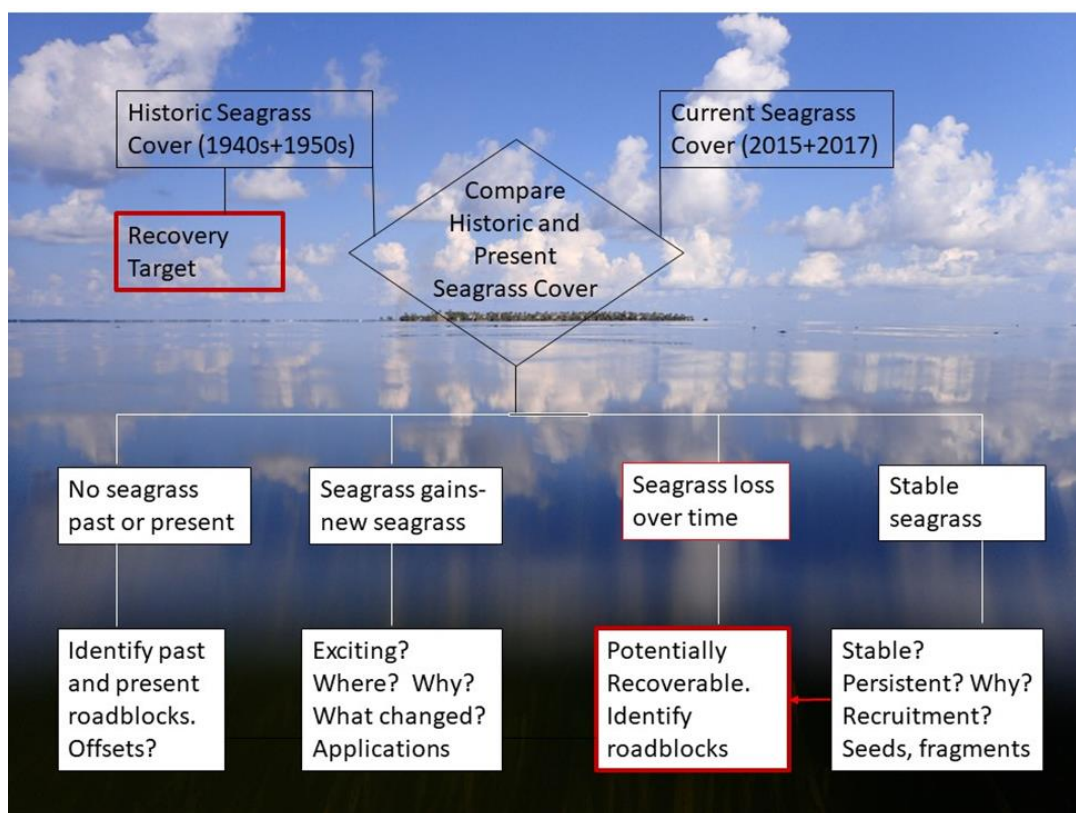 Historic Seagrass
Cover (1940s+1950s)
Current Seagrass
Cover (2015+2017)
Recovery
Target
Compare
Historic and
Present
Seagrass Cover
No seagrass
past or present
Seagrass gains-
new seagrass
Seagrass loss
over time
Stable
seagrass
Identify past
and present
roadblocks.
Offsets?
Exciting?
Where? Why?
What changed?
Applications
Potentially
Recoverable.
Identify
roadblocks
Stable?
Persistent? Why?
Recruitment?
Seeds, fragments